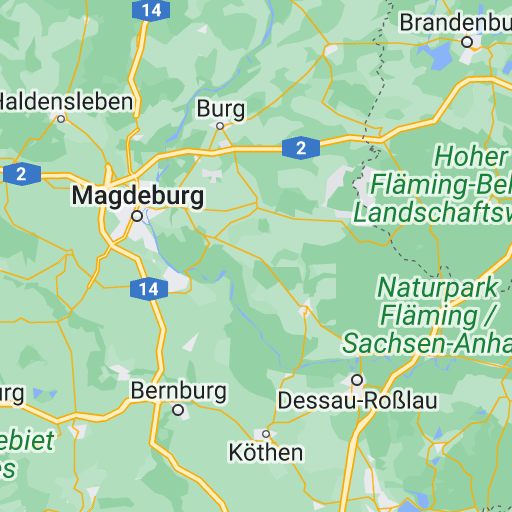 14
Brandenbu
Haldensleben
Burg
2
Hoher
Fläming-Bel
Landschaftsw
2
Magdeburg
Naturpark
Fläming /
Sachsen-Anha
14
urg
Bernburg
Dessau-Roßlau
ebiet
es
Köthen